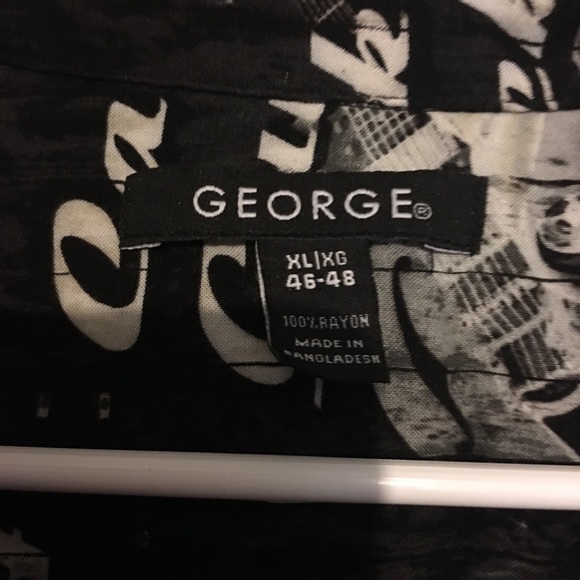 GEORGE®
XL|XG
46-48
100% RAYON
MADE IN
BANGLADESH